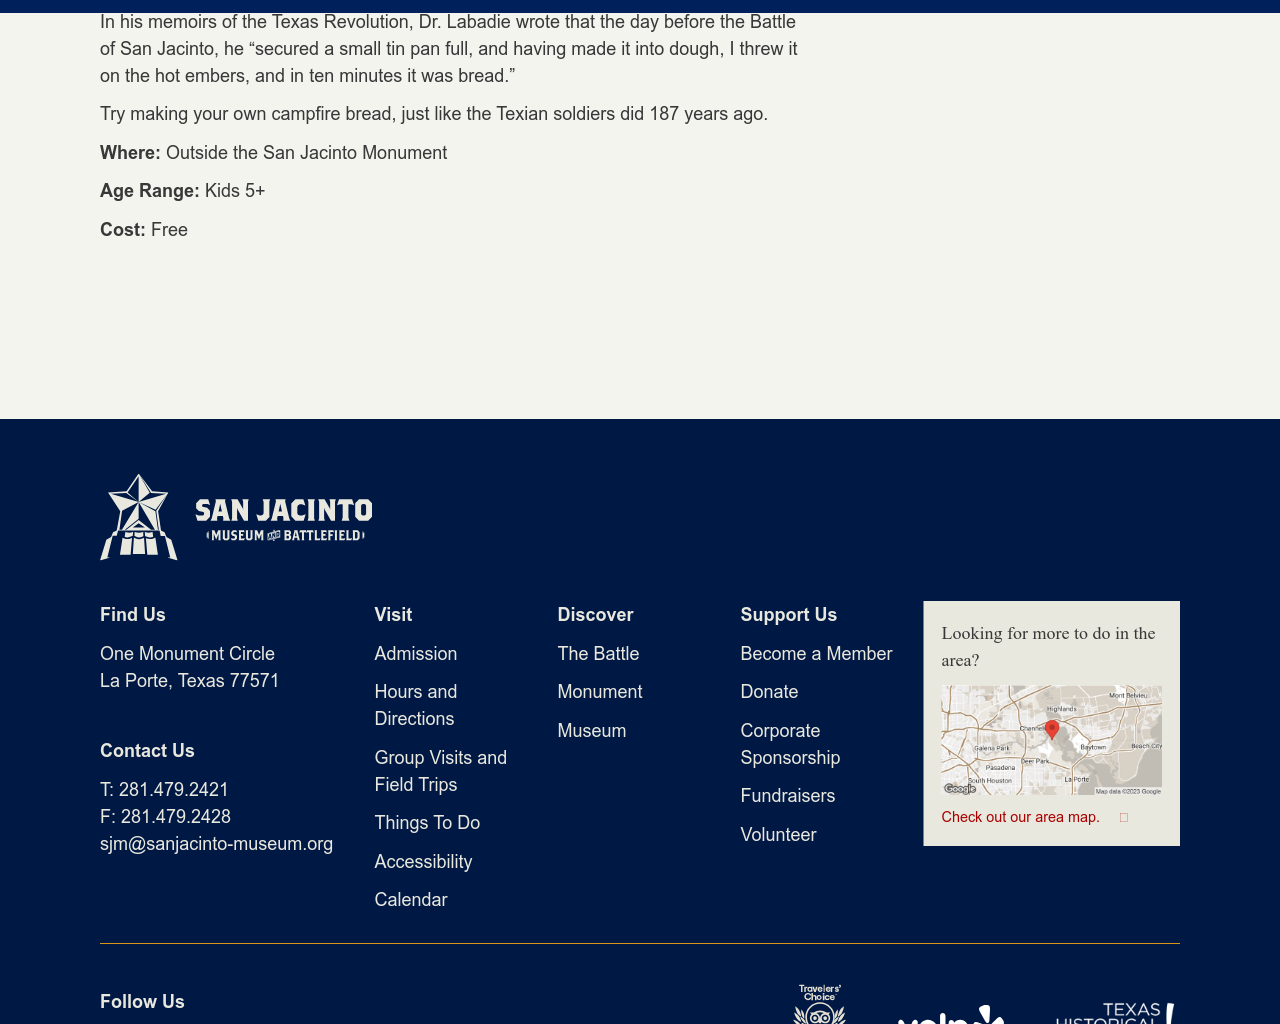 In his memoirs of the Texas Revolution, Dr. Labadie wrote that the day before the Battle
of San Jacinto, he “secured a small tin pan full, and having made it into dough, I threw it
on the hot embers, and in ten minutes it was bread.”
Try making your own campfire bread, just like the Texian soldiers did 187 years ago.
Where: Outside the San Jacinto Monument
Age Range: Kids 5+
Cost: Free
SAN JACINTO
MUSEUM AND BATTLEFIELD
Find Us
One Monument Circle
La Porte, Texas 77571
Contact Us
T: 281.479.2421
F: 281.479.2428
sjm@sanjacinto-museum.org
Visit
Admission
Hours and
Directions
Group Visits and
Field Trips
Things To Do
Accessibility
Calendar
Discover
The Battle
Monument
Museum
Support Us
Become a Member
Donate
Corporate
Sponsorship
Fundraisers
Volunteer
Looking for more to do in the
area?
Mont Belvieu
Highlands
Channelview
Galena Park
Baytown
Beach City
Deer Park
Pasadena
La Porte
South Houston
Google
Map data ©2023 Google
Check out our area map.
Follow Us
Travelers'
Choice
yelp
TEXAS
HISTORICAL